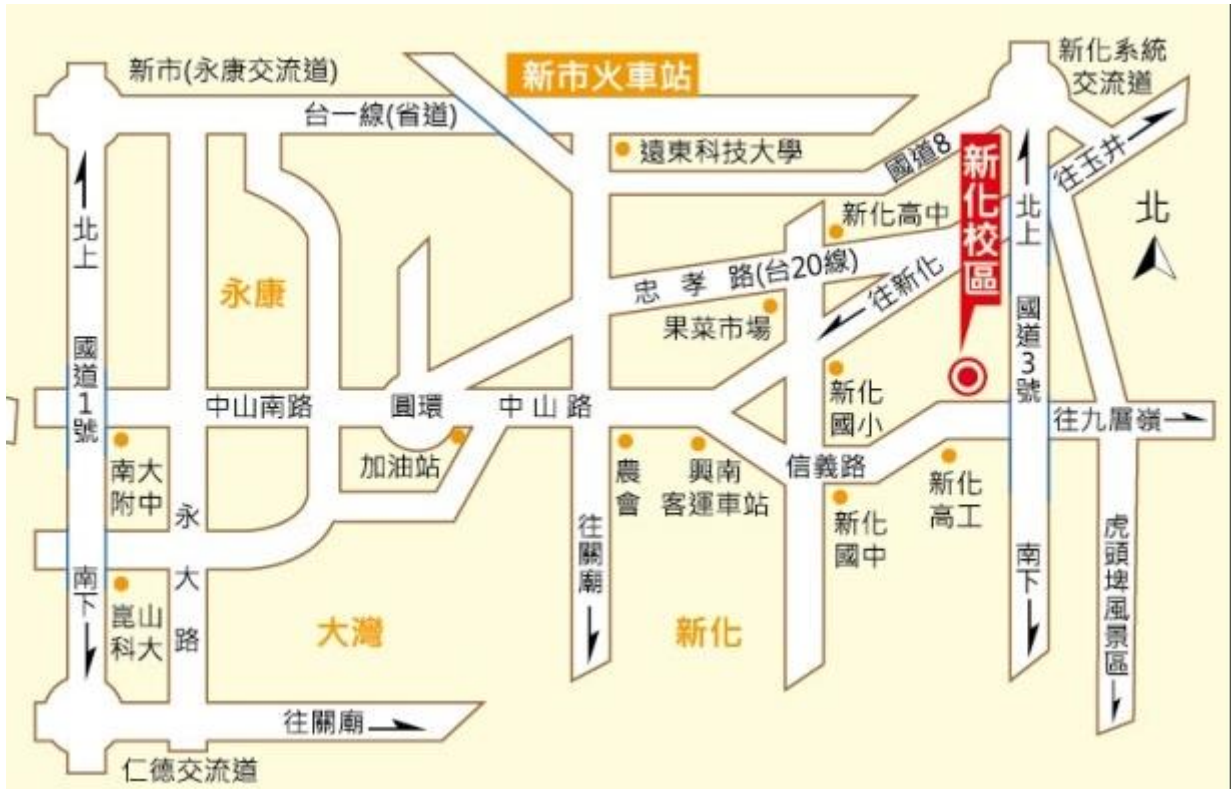 新市(永康交流道)
新市火車站
新化系統
交流道
台一線(省道)
遠東科技大學
國道8
往玉井
新化校區
北上
北上
北
新化高中
永康
忠孝路(台20線)
往新化
果菜市場
國道1號
國道3號
中山南路
圓環
中山路
新化
國小
往九層嶺
加油站
南大
附中
農會
興南
客運車站
信義路
新化
高工
新化
國中
永大路
往關廟
南下
南下
虎頭埤風景區
崑山
科大
大灣
新化
往關廟
仁德交流道